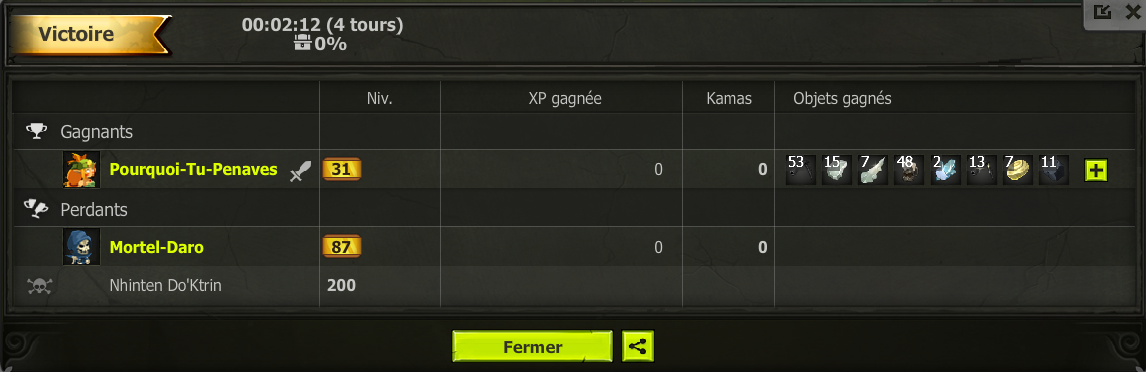 Victoire
00:02:12 (4 tours)
0%
Niv. XP gagnée Kamas Objets gagnés
Gagnants
Pourquoi-Tu-Penaves 31 0 0 53 15 7 48 2 13 7 11
Perdants
Mortel-Daro 87 0 0
Nhinten Do'Ktrin 200
Fermer